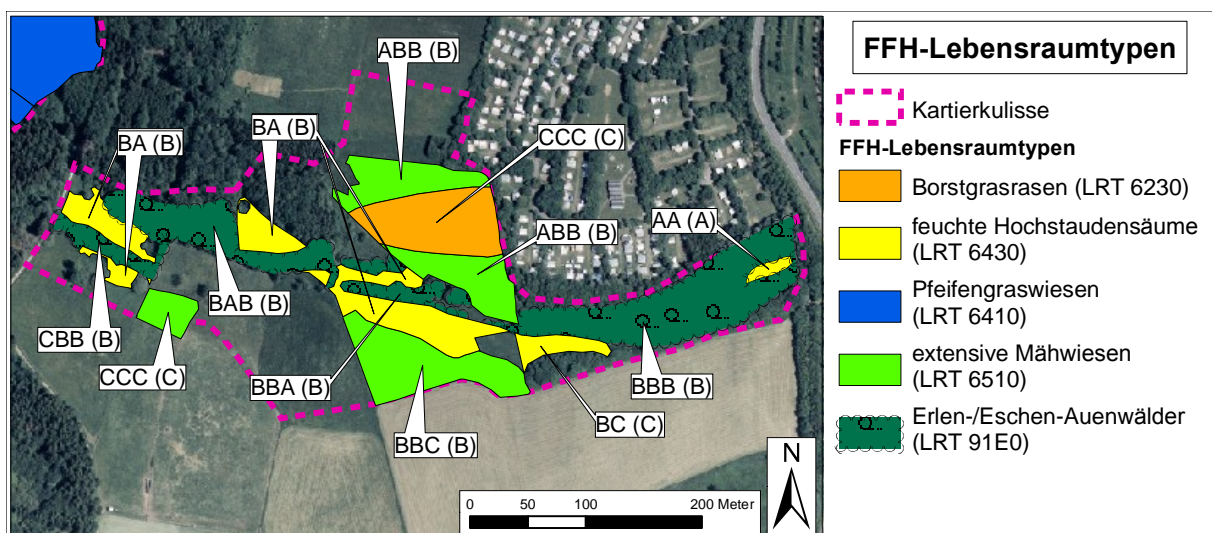 ABB (B)
BA (B)
BA (B)
CCC (C)
AA (A)
ABB (B)
BAB (B)
CBB (B)
CCC (C)
BBA (B)
BBB (B)
BC (C)
BBC (B)
N
0 50 100 200 Meter
FFH-Lebensraumtypen
Kartierkulisse
FFH-Lebensraumtypen
Borstgrasrasen (LRT 6230)
feuchte Hochstaudensäume
(LRT 6430)
Pfeifengraswiesen
(LRT 6410)
extensive Mähwiesen
(LRT 6510)
Erlen-/Eschen-Auenwälder
(LRT 91E0)